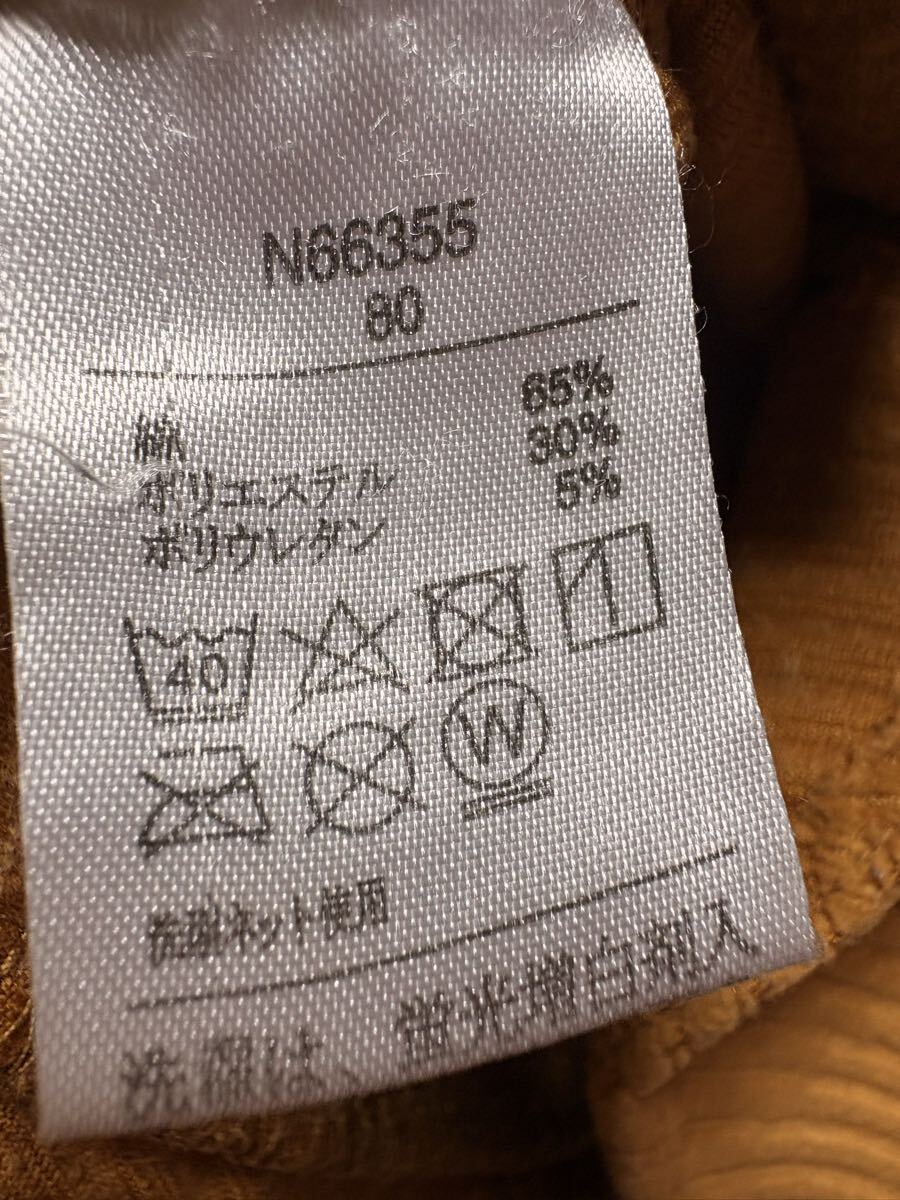 N66355
80
綿 65%
ポリエステル 30%
ポリウレタン 5%
40
W
洗濯ネット使用
洗濯は、蛍光増白剤入